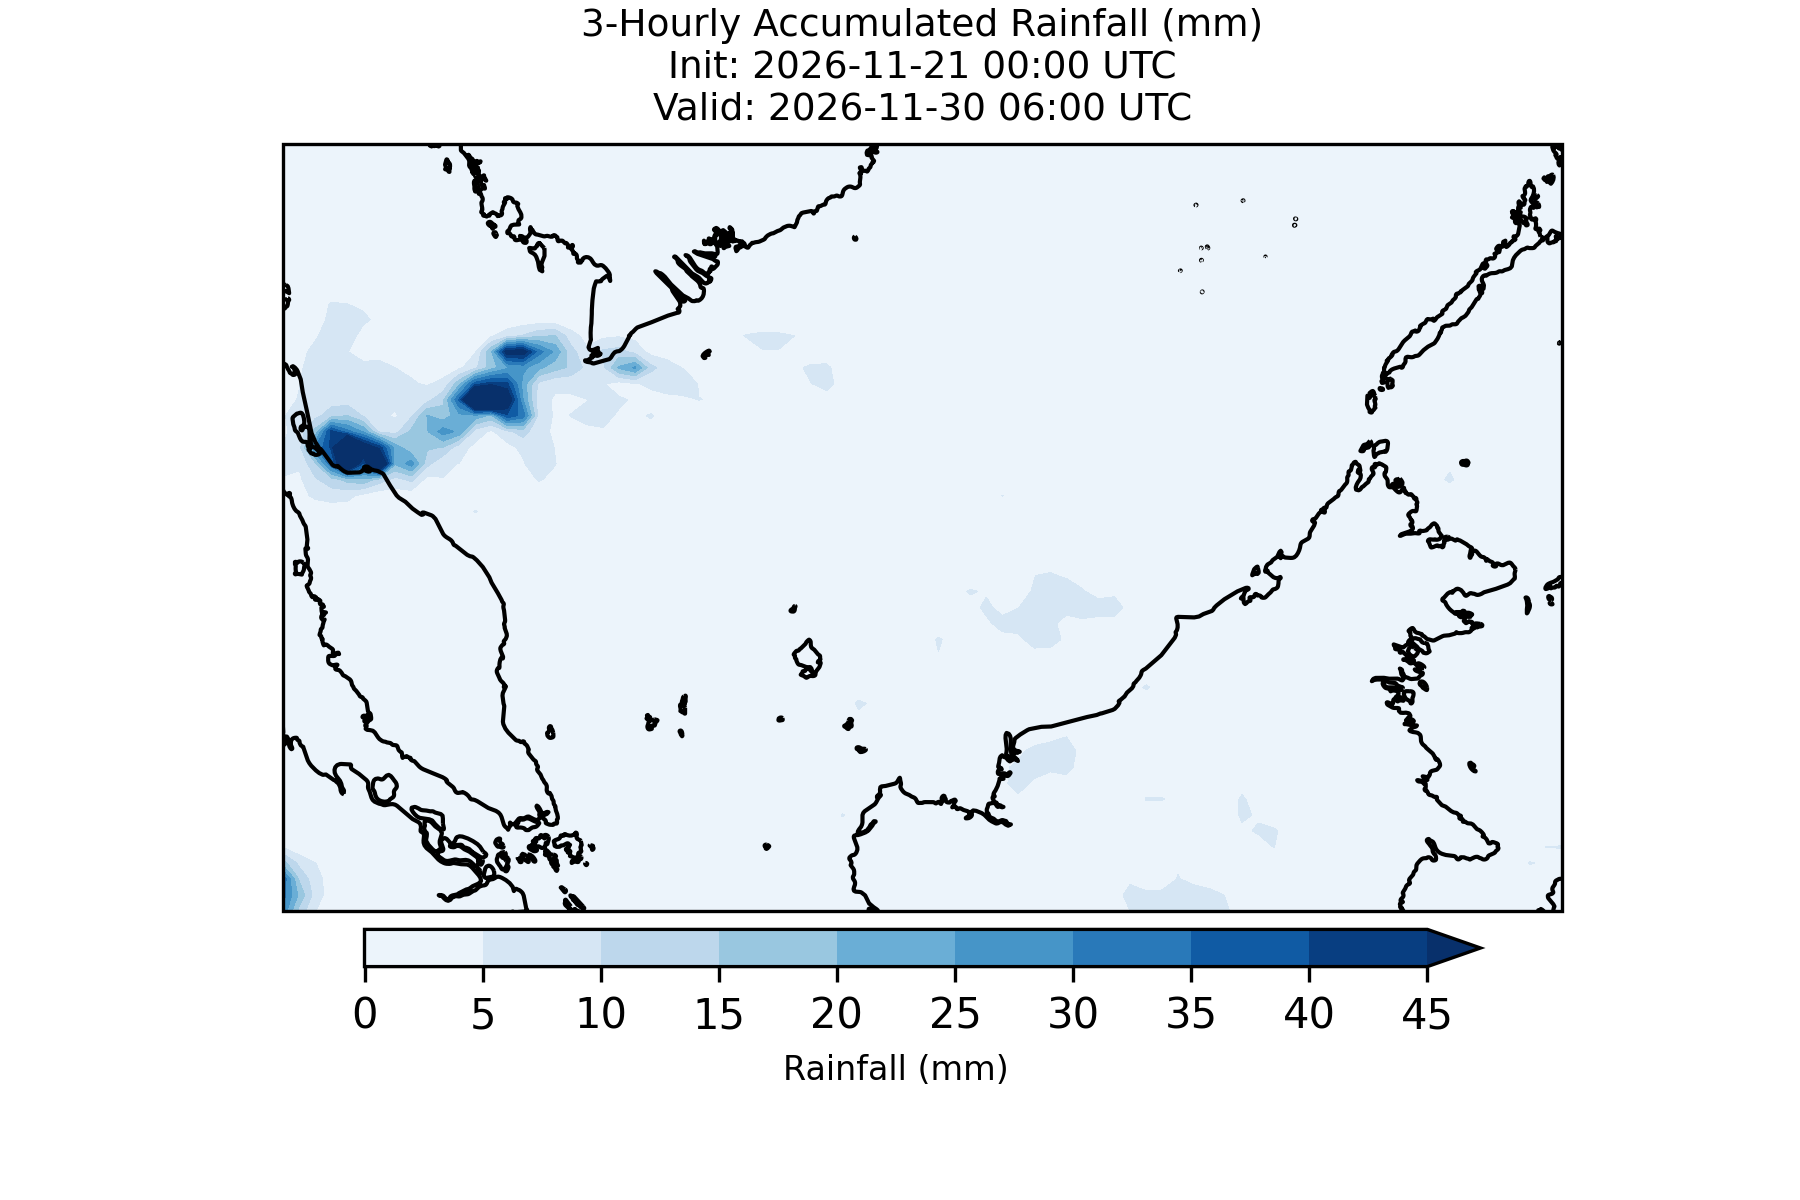 3-Hourly Accumulated Rainfall (mm)
Init: 2026-11-21 00:00 UTC
Valid: 2026-11-30 06:00 UTC
0 5 10 15 20 25 30 35 40 45
Rainfall (mm)